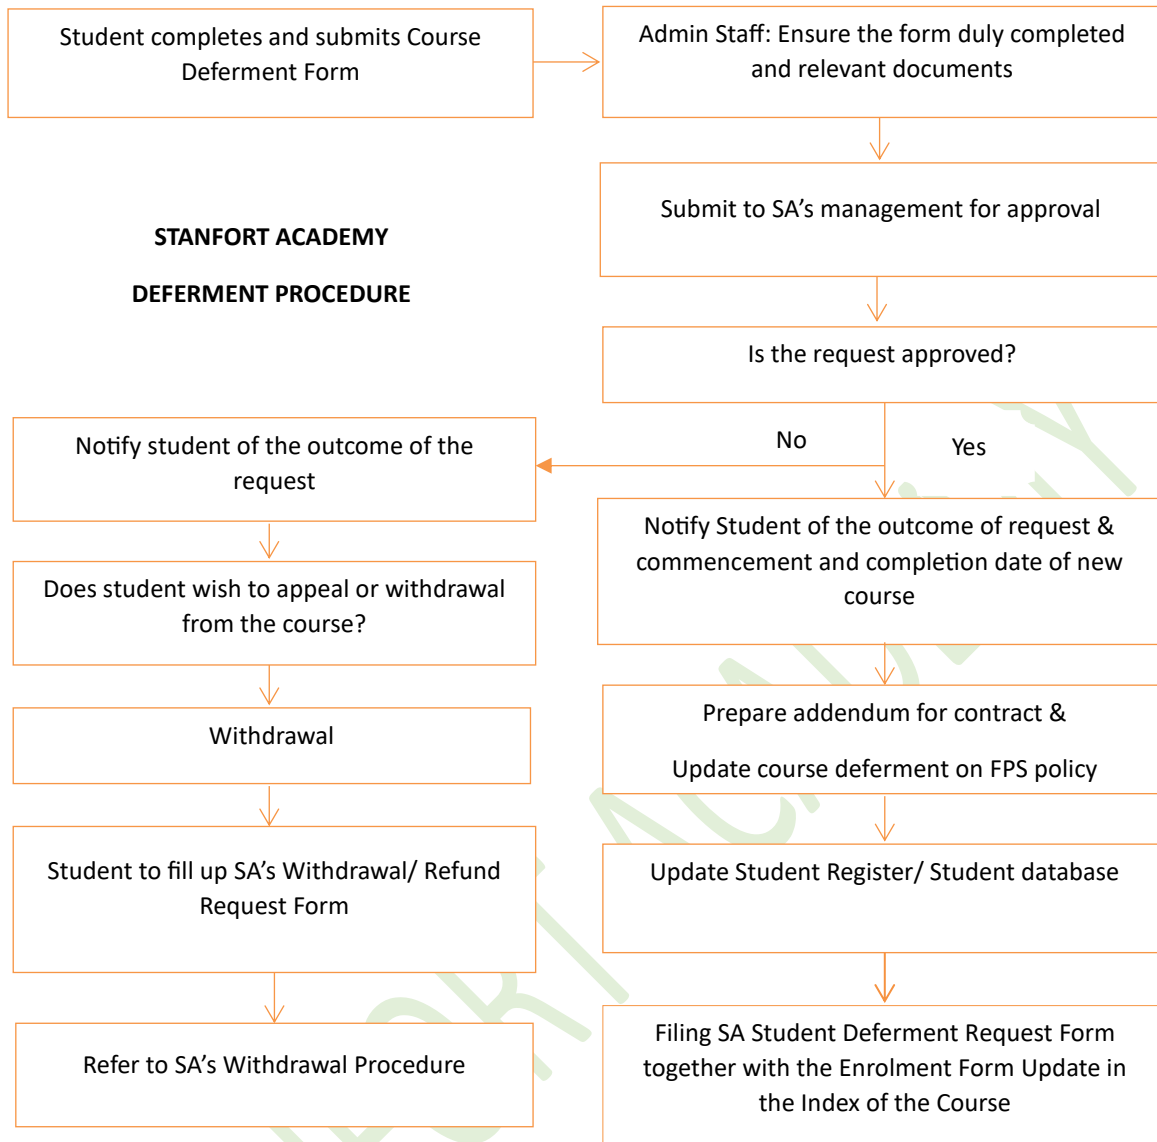 Student completes and submits Course
Deferment Form
Admin Staff: Ensure the form duly completed
and relevant documents
Submit to SA’s management for approval
STANFORT ACADEMY
DEFERMENT PROCEDURE
Is the request approved?
No
Yes
Notify student of the outcome of the
request
Notify Student of the outcome of request &
commencement and completion date of new
course
Does student wish to appeal or withdrawal
from the course?
Prepare addendum for contract &
Update course deferment on FPS policy
Withdrawal
Student to fill up SA’s Withdrawal/ Refund
Request Form
Update Student Register/ Student database
Refer to SA’s Withdrawal Procedure
Filing SA Student Deferment Request Form
together with the Enrolment Form Update in
the Index of the Course